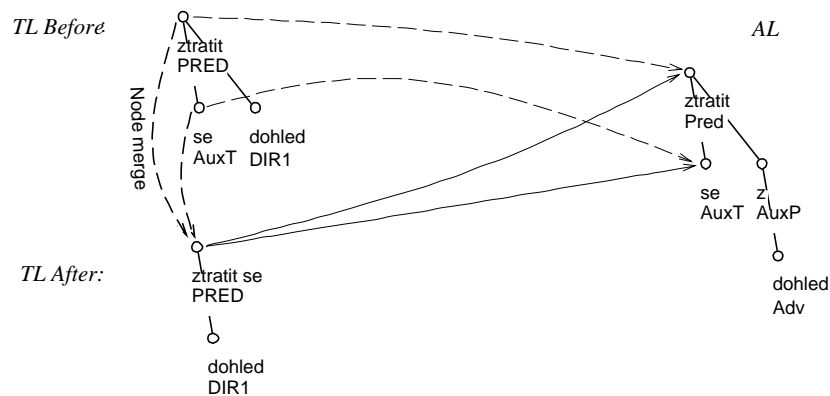 TL Before:
AL
ztratit
PRED
ztratit
Pred
Node merge
se
AuxT
dohled
DIR1
se
AuxT
z
AuxP
TL After:
ztratit se
PRED
dohled
Adv
dohled
DIR1